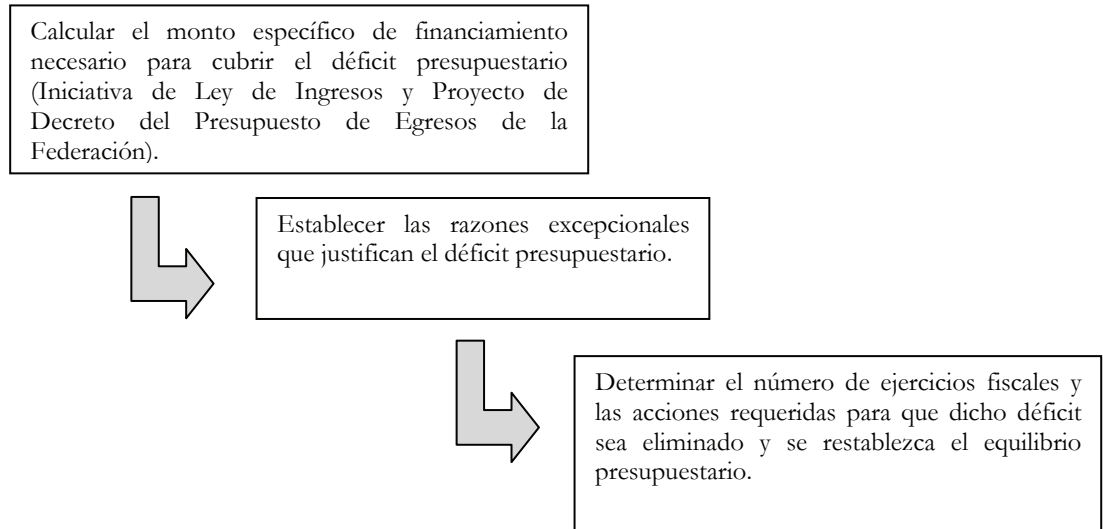 Calcular el monto específico de financiamiento
necesario para cubrir el déficit presupuestario
(Iniciativa de Ley de Ingresos y Proyecto de
Decreto del Presupuesto de Egresos de la
Federación).
Establecer las razones excepcionales
que justifican el déficit presupuestario.
Determinar el número de ejercicios fiscales y
las acciones requeridas para que dicho déficit
sea eliminado y se restablezca el equilibrio
presupuestario.